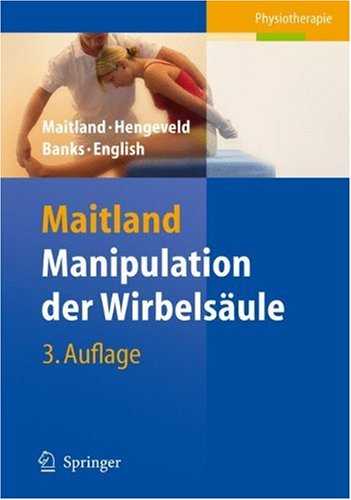 Physiotherapie
Maitland · Hengeveld
Banks · English
Maitland
Manipulation
der Wirbelsäule
3. Auflage
Springer